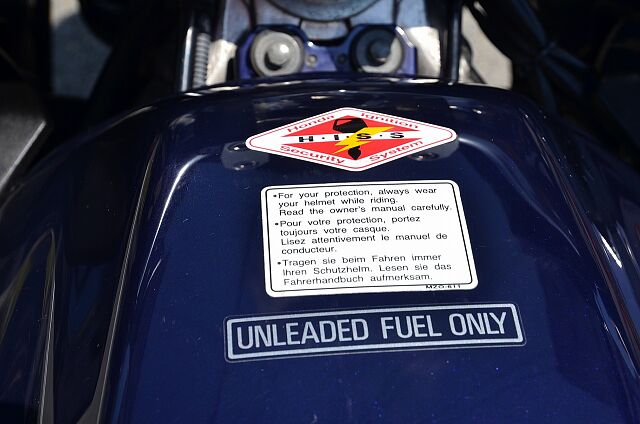 Honda Ignition
H·I·S·S
Security System
•For your protection, always wear
your helmet while riding.
Read the owner's manual carefully.
•Pour votre protection, portez
toujours votre casque.
Lisez attentivement le manuel de
conducteur.
•Tragen sie beim Fahren immer
Ihren Schutzhelm. Lesen sie das
Fahrerhandbuch aufmerksam.
MZO-611
UNLEADED FUEL ONLY